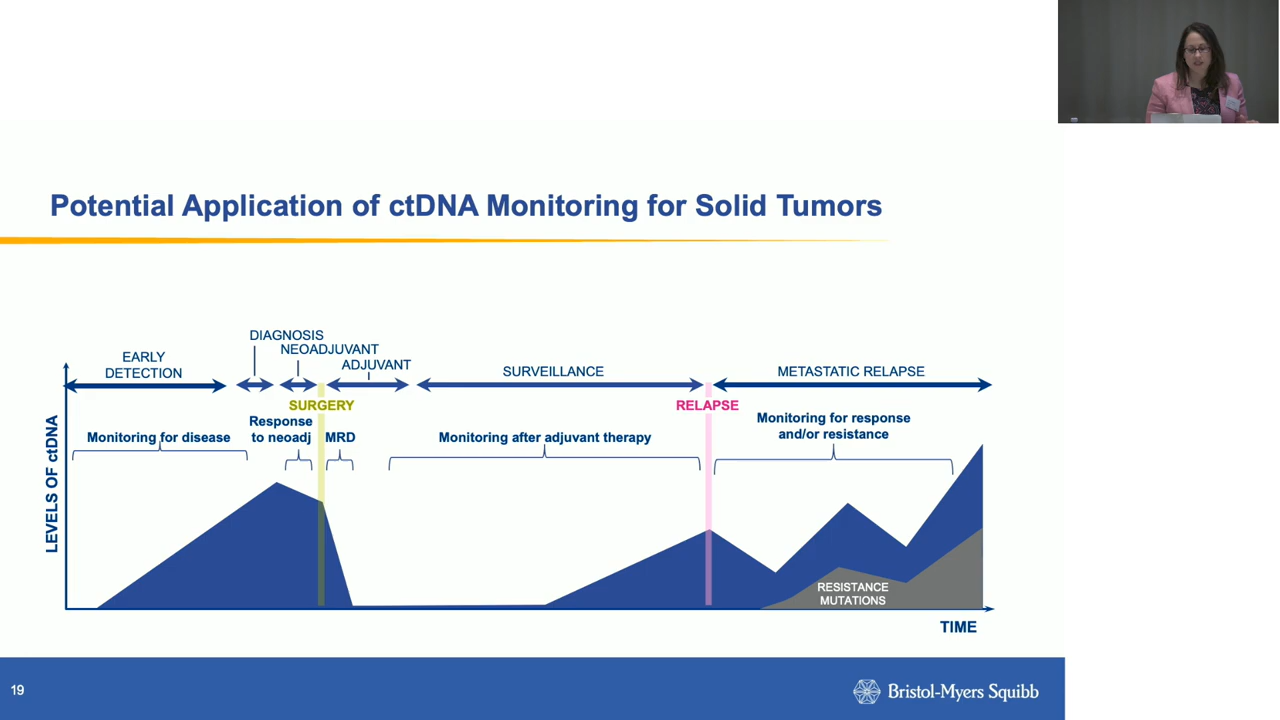 Potential Application of ctDNA Monitoring for Solid Tumors
DIAGNOSIS
NEOADJUVANT
ADJUVANT
EARLY
DETECTION
SURVEILLANCE
METASTATIC RELAPSE
SURGERY
RELAPSE
Monitoring for disease
Response
to neoadj
MRD
Monitoring after adjuvant therapy
Monitoring for response
and/or resistance
LEVELS OF ctDNA
RESISTANCE
MUTATIONS
TIME
19
Bristol-Myers Squibb